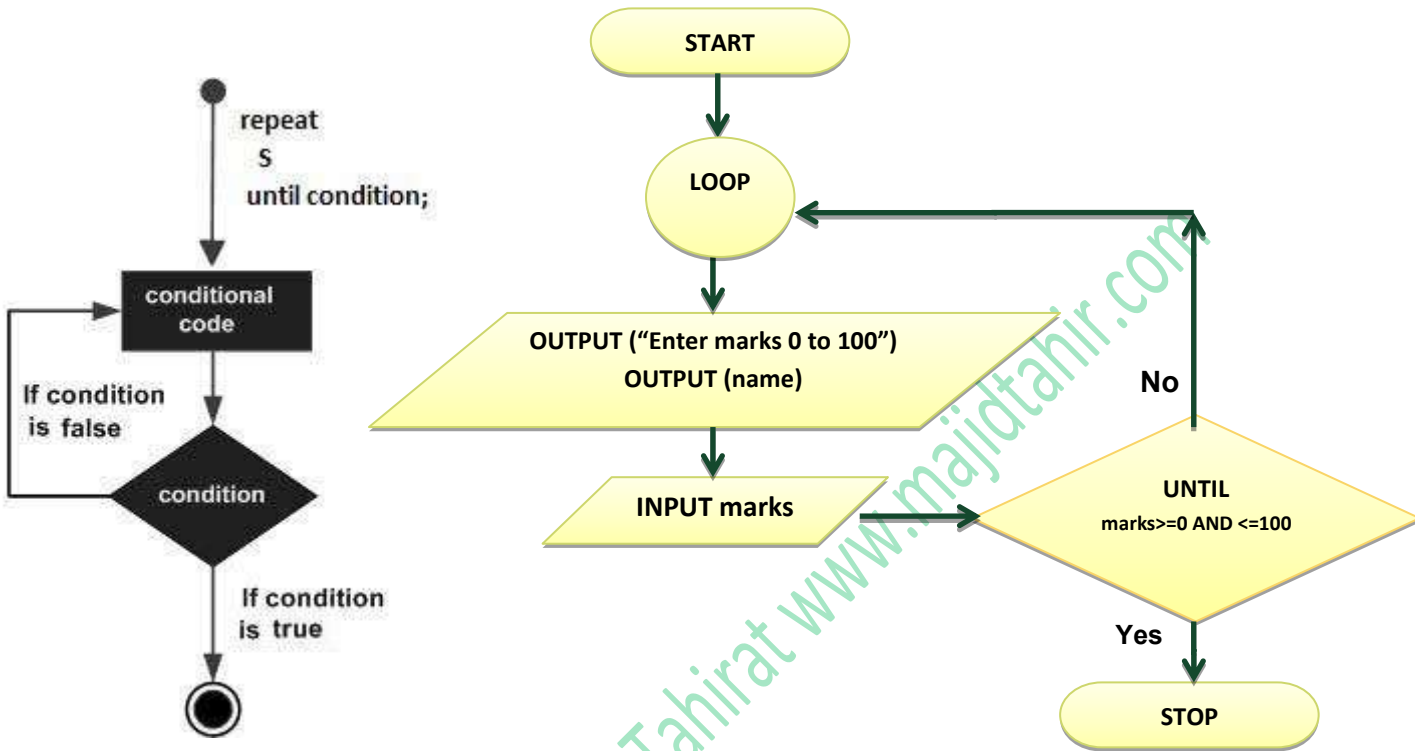 repeat
S
until condition;
conditional
code
If condition
is false
condition
If condition
is true
START
LOOP
OUTPUT (“Enter marks 0 to 100”)
OUTPUT (name)
INPUT marks
No
UNTIL
marks>=0 AND <=100
Yes
STOP
Tahirat www.majidtahir.com